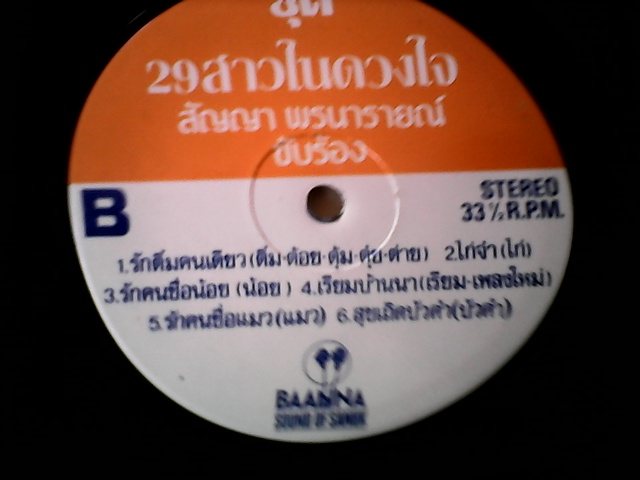 ชุด
29สาวในดวงใจ
สัญญา พรนารายณ์
ขับร้อง
B
STEREO
33⅓R.P.M.
1.รักติ๋มคนเดียว(ติ๋ม-ต้อย-ตุ้ม-ตุ๋ย-ต่าย) 2.ไก่จ๋า(ไก่)
3.รักคนชื่อน้อย (น้อย) 4.เรียมบ้านนา(เรียม-เพลงใหม่)
5.รักคนชื่อแมว(แมว) 6.สุขเถิดบัวคำ(บัวคำ)
BAANNA
SOUND OF